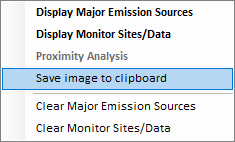 Display Major Emission Sources
Display Monitor Sites/Data
Proximity Analysis
Save image to clipboard
Clear Major Emission Sources
Clear Monitor Sites/Data